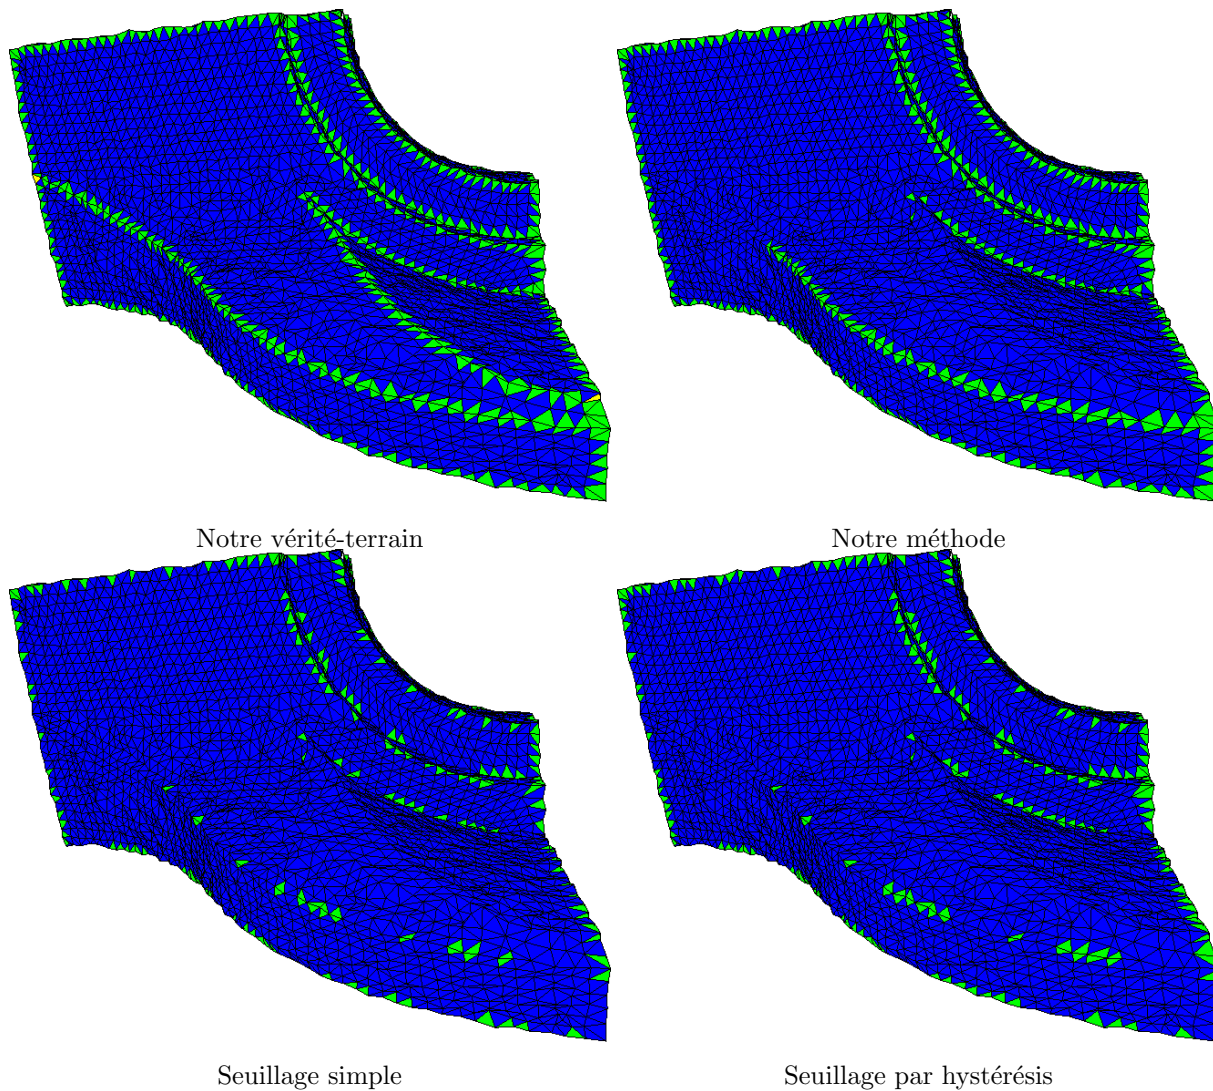 Notre vérité-terrain
Notre méthode
Seuillage simple
Seuillage par hystérésis